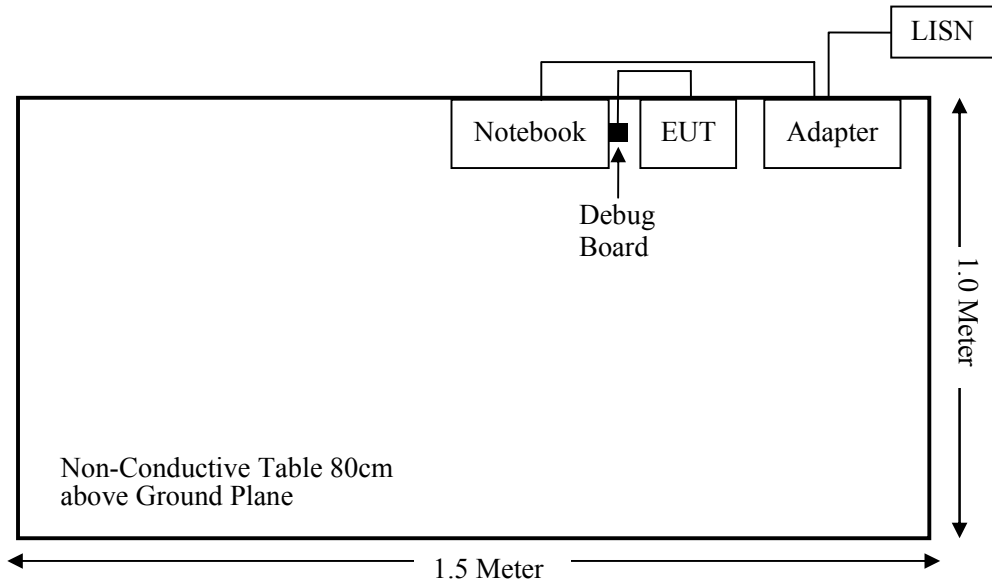 LISN
Notebook
EUT
Adapter
Debug
Board
1.0 Meter
Non-Conductive Table 80cm
above Ground Plane
1.5 Meter